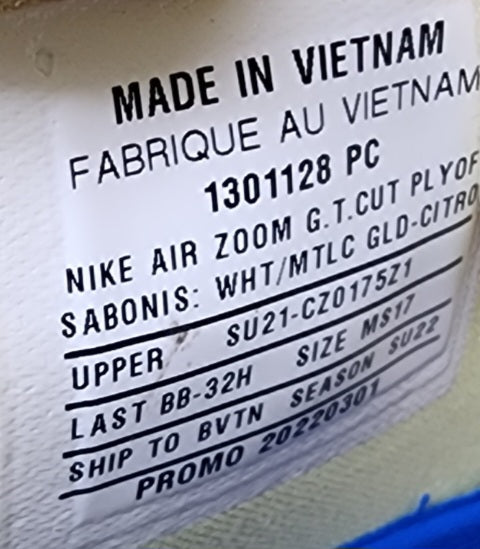 MADE IN VIETNAM
FABRIQUE AU VIETNAM
1301128 PC
NIKE AIR ZOOM G.T.CUT PLYOF
SABONIS: WHT/MTLC GLD-CITRO
UPPER SU21-CZ0175Z1
LAST BB-32H SIZE MS17
SHIP TO BVTN SEASON SU22
PROMO 20220301